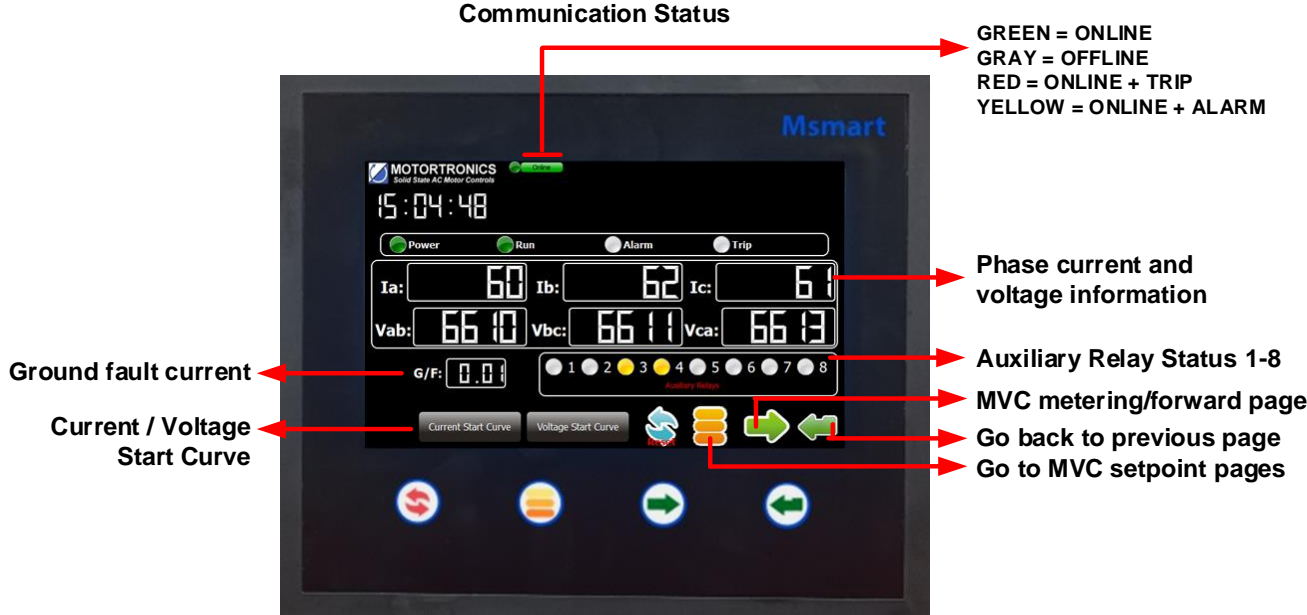 Communication Status
GREEN = ONLINE
GRAY = OFFLINE
RED = ONLINE + TRIP
YELLOW = ONLINE + ALARM
Msmart
MOTORTRONICS
Solid State AC Motor Controls
Online
15:04:48
Power Run Alarm Trip
Ia: 60 Ib: 62 Ic: 61
Phase current and
voltage information
Vab: 6610 Vbc: 6611 Vca: 6613
Ground fault current
G/F: 0.01
1 2 3 4 5 6 7 8
Auxiliary Relays
Auxiliary Relay Status 1-8
MVC metering/forward page
Current / Voltage
Start Curve
Current Start Curve
Voltage Start Curve
Reset
Go back to previous page
Go to MVC setpoint pages